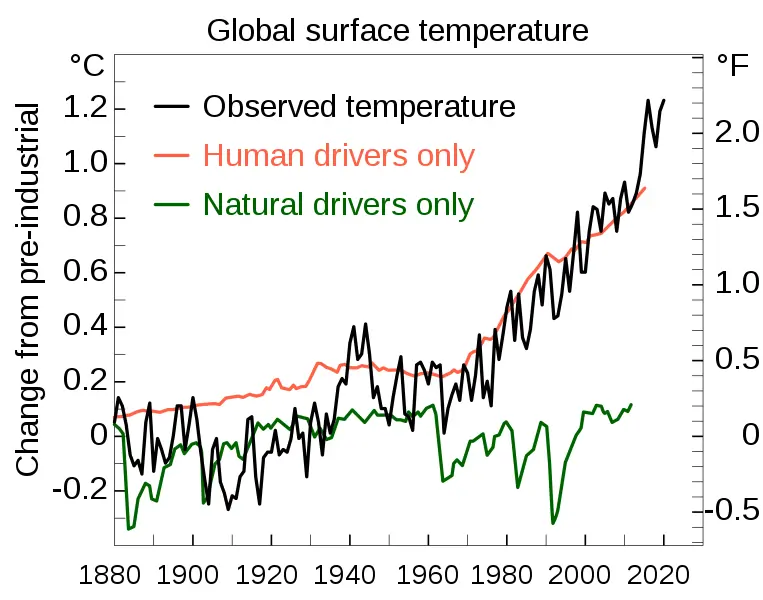 Global surface temperature
°C
°F
Change from pre-industrial
1.2
1.0
0.8
0.6
0.4
0.2
0
-0.2
Observed temperature
Human drivers only
Natural drivers only
2.0
1.5
1.0
0.5
0
-0.5
1880 1900 1920 1940 1960 1980 2000 2020